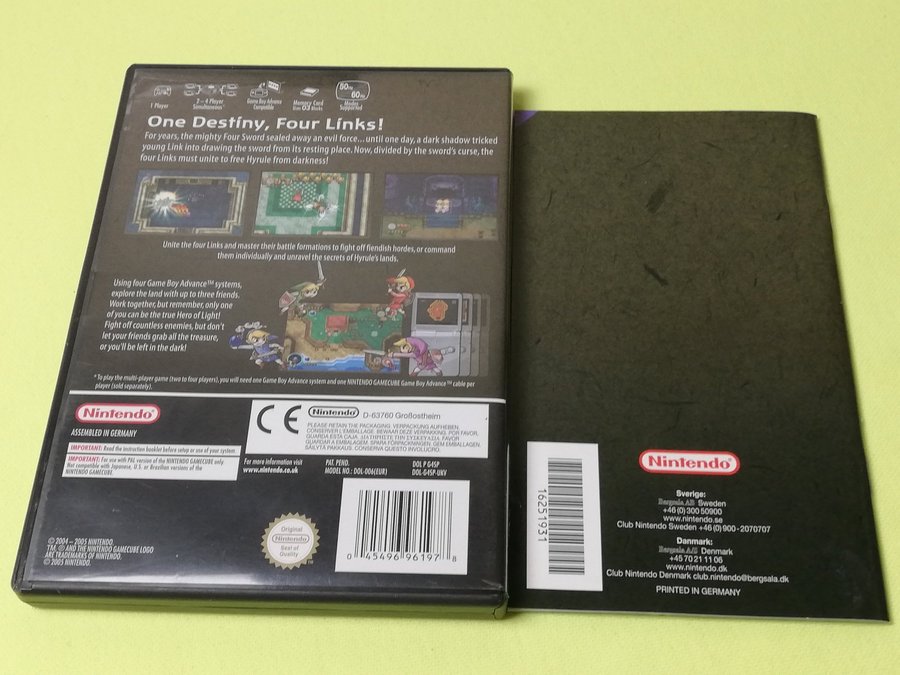 1 Player
2–4 Player
Simultaneous
Game Boy Advance
Compatible
Memory Card
Uses 03 Blocks
50Hz
60Hz
Modes
Supported
One Destiny, Four Links!
For years, the mighty Four Sword sealed away an evil force... until one day, a dark shadow tricked
young Link into drawing the sword from its resting place. Now, divided by the sword's curse, the
four Links must unite to free Hyrule from darkness!
Unite the four Links and master their battle formations to fight off fiendish hordes, or command
them individually and unravel the secrets of Hyrule's lands.
Using four Game Boy Advance™ systems,
explore the land with up to three friends.
Work together, but remember, only one
of you can be the true Hero of Light!
Fight off countless enemies, but don't
let your friends grab all the treasure,
or you'll be left in the dark!
*To play the multi-player game (two to four players), you will need one Game Boy Advance system and one NINTENDO GAMECUBE Game Boy Advance™ cable per
player (sold separately).
Nintendo
ASSEMBLED IN GERMANY
IMPORTANT: Read the instruction booklet before setup or use of your system.
IMPORTANT: For use with PAL version of the NINTENDO GAMECUBE only.
Not compatible with Japanese, U.S. or Brazilian versions of the
NINTENDO GAMECUBE.
CE
Nintendo D-63760 Großostheim
PLEASE RETAIN THE PACKAGING. VERPACKUNG AUFHEBEN.
CONSERVER L'EMBALLAGE. BEWAAR DEZE VERPAKKING. POR FAVOR,
GUARDA ESTA CAJA. ΔΙΑΤΗΡΕΙΤΕ ΤΗΝ ΣΥΣΚΕΥΑΣΙΑ. FAVOR
GUARDAR A EMBALAGEM. SPARA FÖRPACKNINGEN. GEM EMBALLAGEN.
SÄILYTÄ PAKKAUS. CONSERVARE QUESTO INVOLUCRO.
For more information visit
www.nintendo.co.uk
PAT. PEND.
MODEL NO.: DOL-006(EUR)
DOL P G4SP
DOL-G4SP-UKV
© 2004 – 2005 NINTENDO.
TM, ® AND THE NINTENDO GAMECUBE LOGO
ARE TRADEMARKS OF NINTENDO.
© 2005 NINTENDO.
Original
Nintendo
Seal of
Quality
0 45496 96197 8
16251931
Nintendo
Sverige:
Bergsala AB Sweden
+46 (0) 300 50900
www.nintendo.se
Club Nintendo Sweden +46 (0) 900 - 2070707
Danmark:
Bergsala A/S Denmark
+45 70 21 11 06
www.nintendo.dk
Club Nintendo Denmark club.nintendo@bergsala.dk
PRINTED IN GERMANY